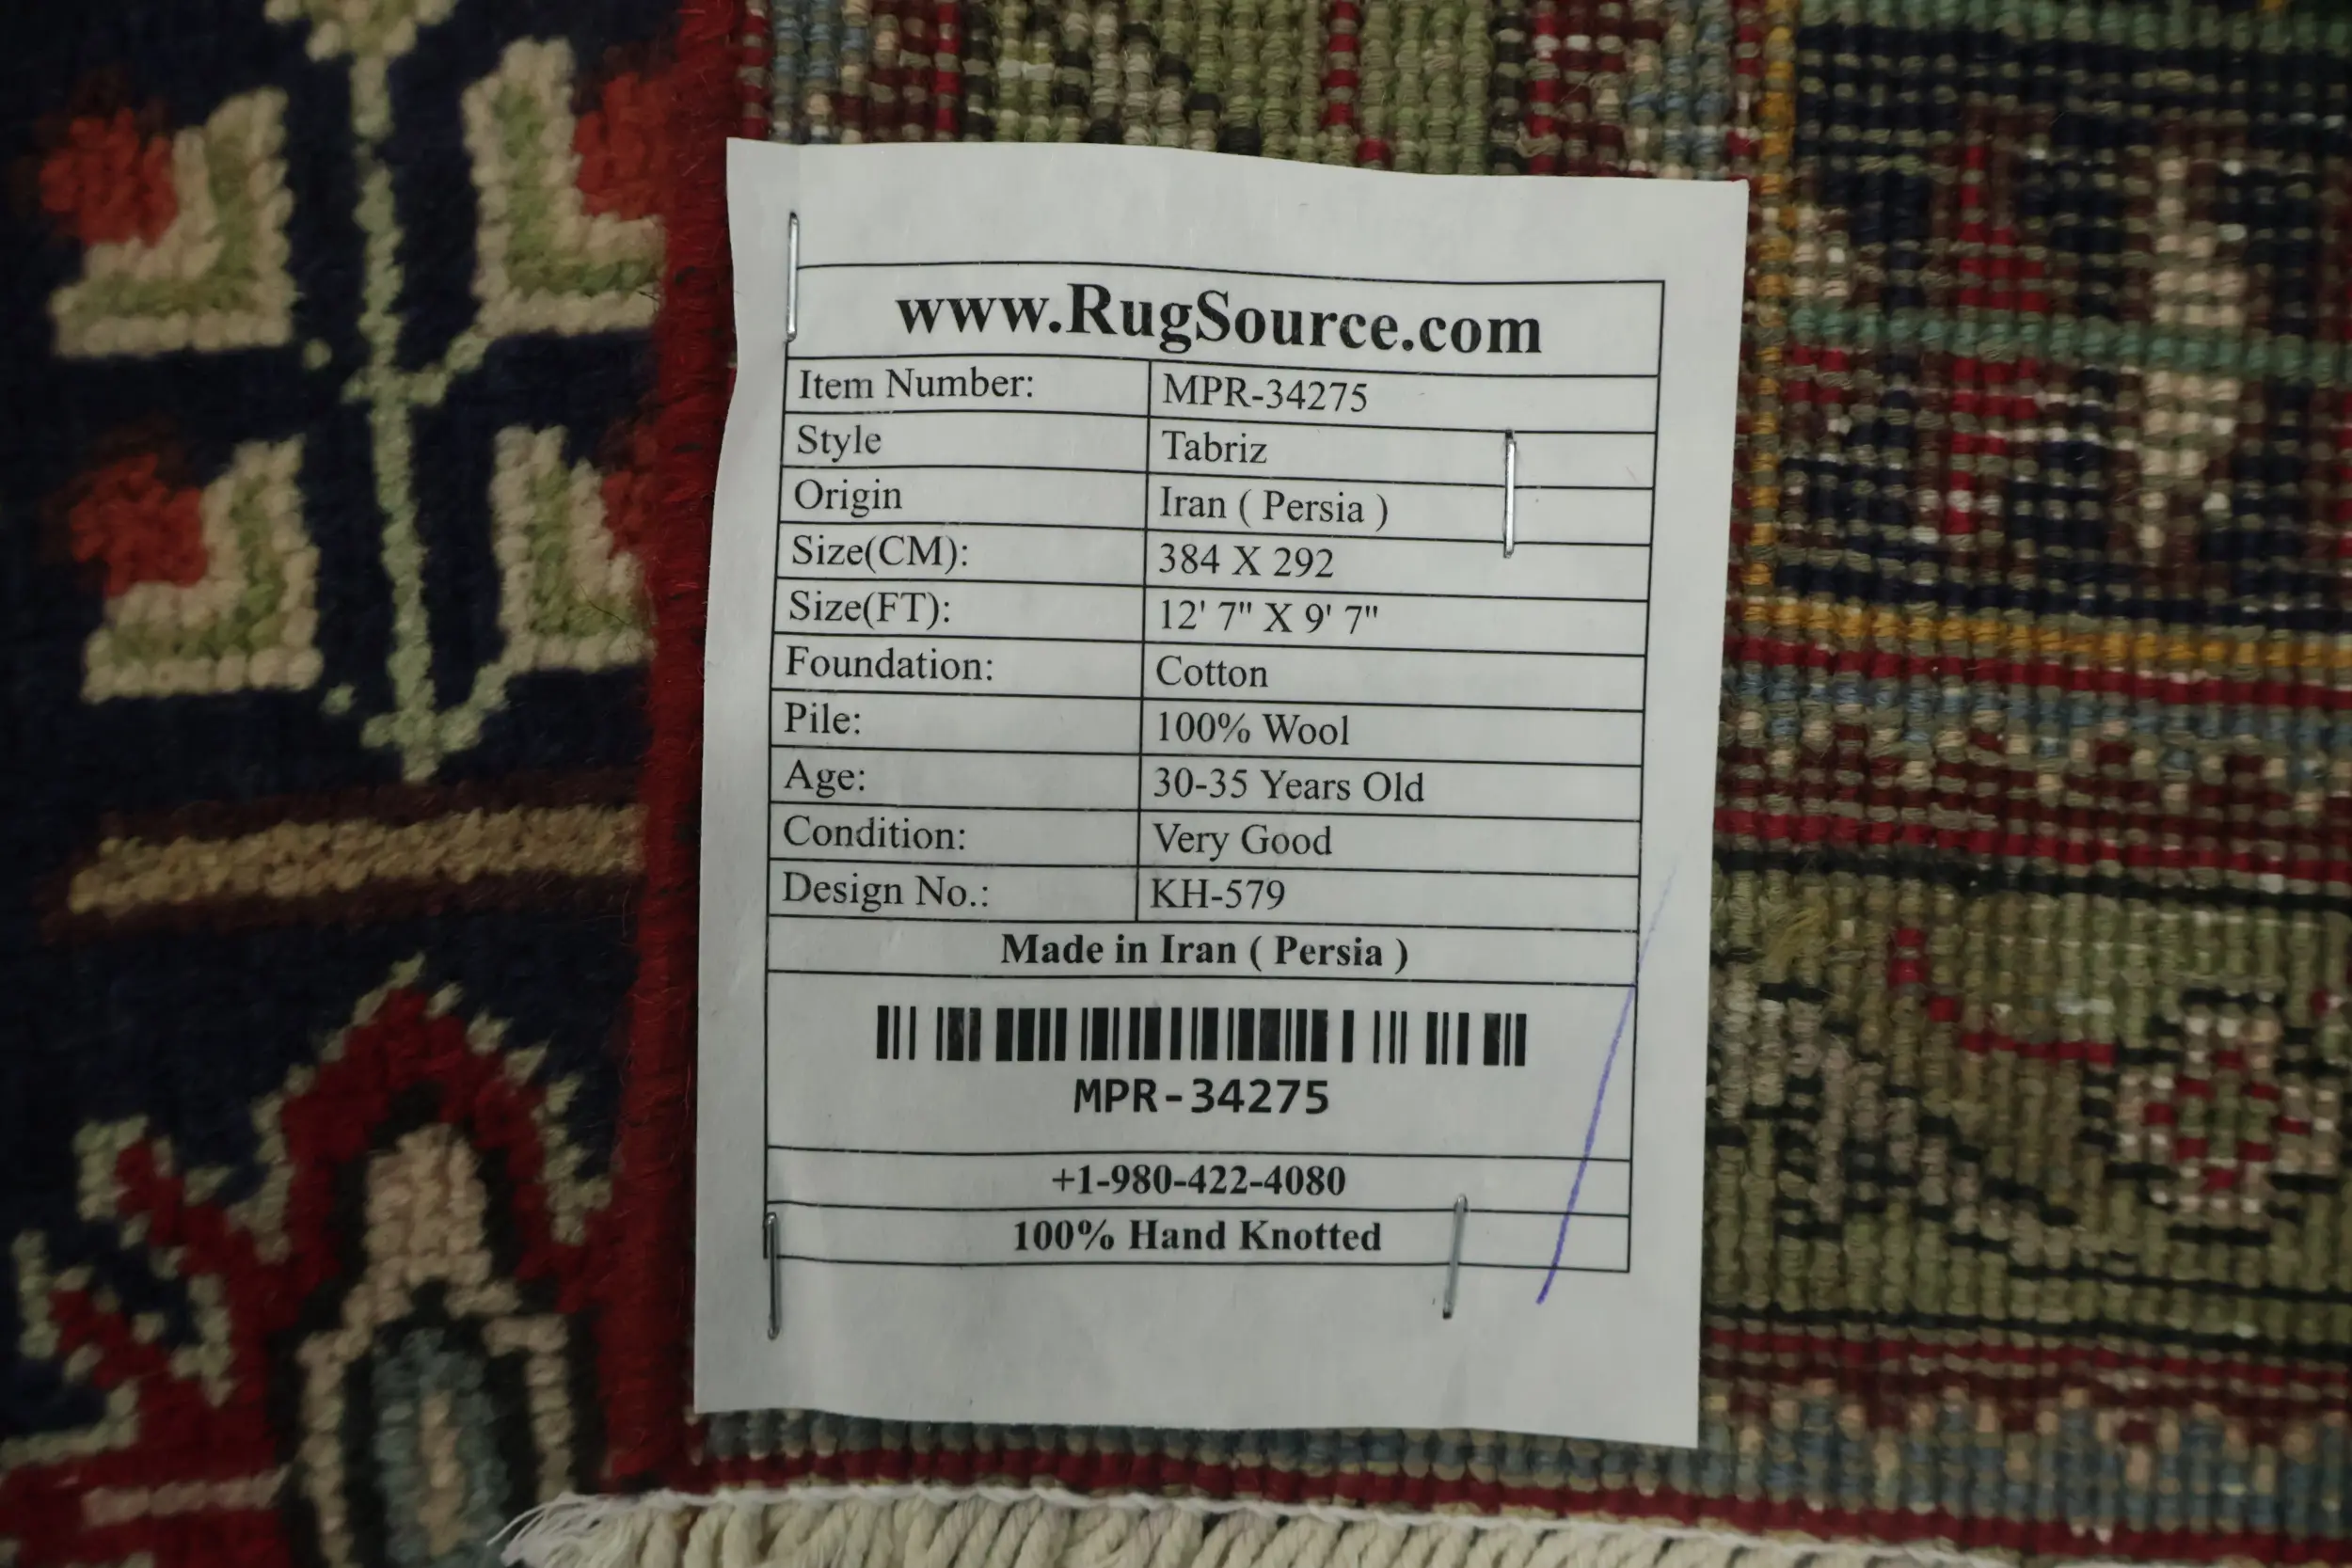 www.RugSource.com
Item Number: MPR-34275
Style Tabriz
Origin Iran ( Persia )
Size(CM): 384 X 292
Size(FT): 12' 7" X 9' 7"
Foundation: Cotton
Pile: 100% Wool
Age: 30-35 Years Old
Condition: Very Good
Design No.: KH-579
Made in Iran ( Persia )
MPR-34275
+1-980-422-4080
100% Hand Knotted